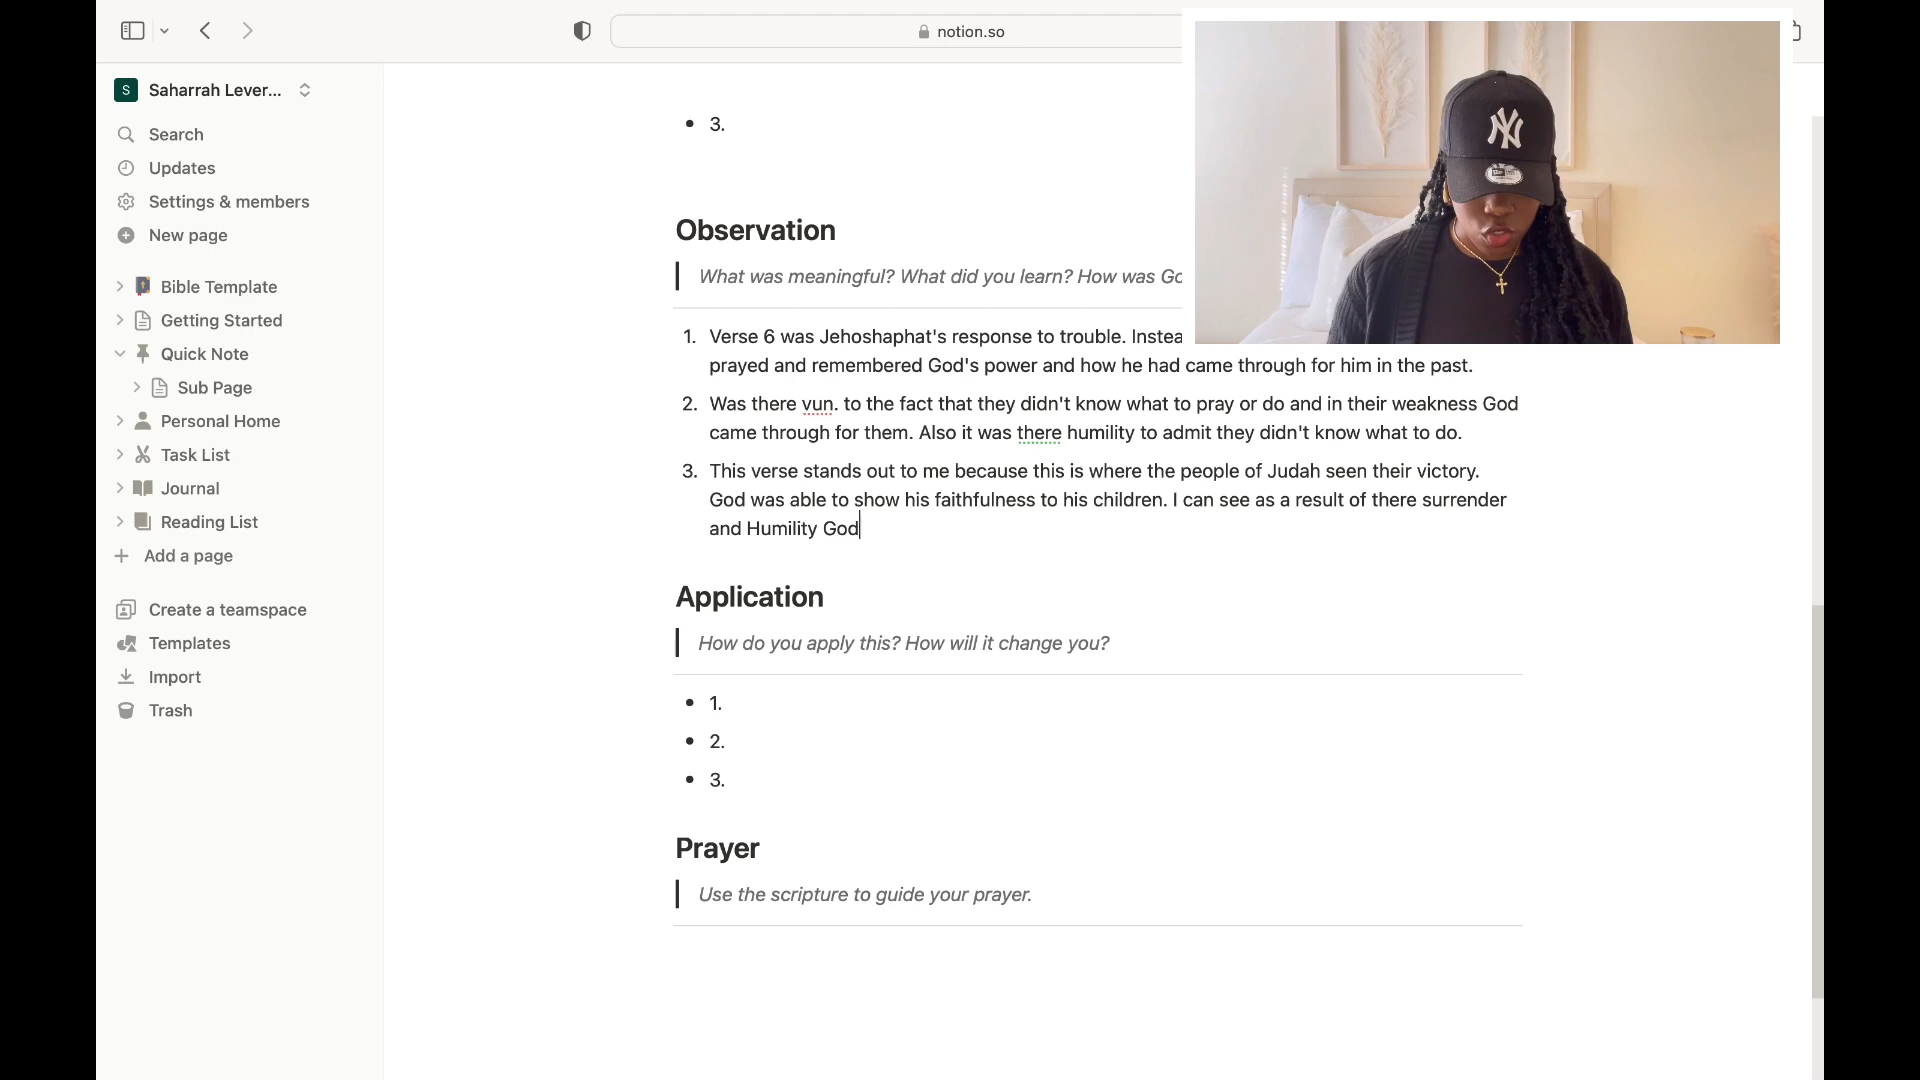 notion.so
S Saharrah Lever...
Search
Updates
Settings & members
New page
Bible Template
Getting Started
Quick Note
Sub Page
Personal Home
Task List
Journal
Reading List
Add a page
Create a teamspace
Templates
Import
Trash
• 3.
Observation
What was meaningful? What did you learn? How was
1. Verse 6 was Jehoshaphat's response to trouble.
prayed and remembered God's power and how he had came through for him in the past.
2. Was there vun. to the fact that they didn't know what to pray or do and in their weakness God
came through for them. Also it was there humility to admit they didn't know what to do.
3. This verse stands out to me because this is where the people of Judah seen their victory.
God was able to show his faithfulness to his children. I can see as a result of there surrender
and Humility God
Application
How do you apply this? How will it change you?
• 1.
• 2.
• 3.
Prayer
Use the scripture to guide your prayer.
NY